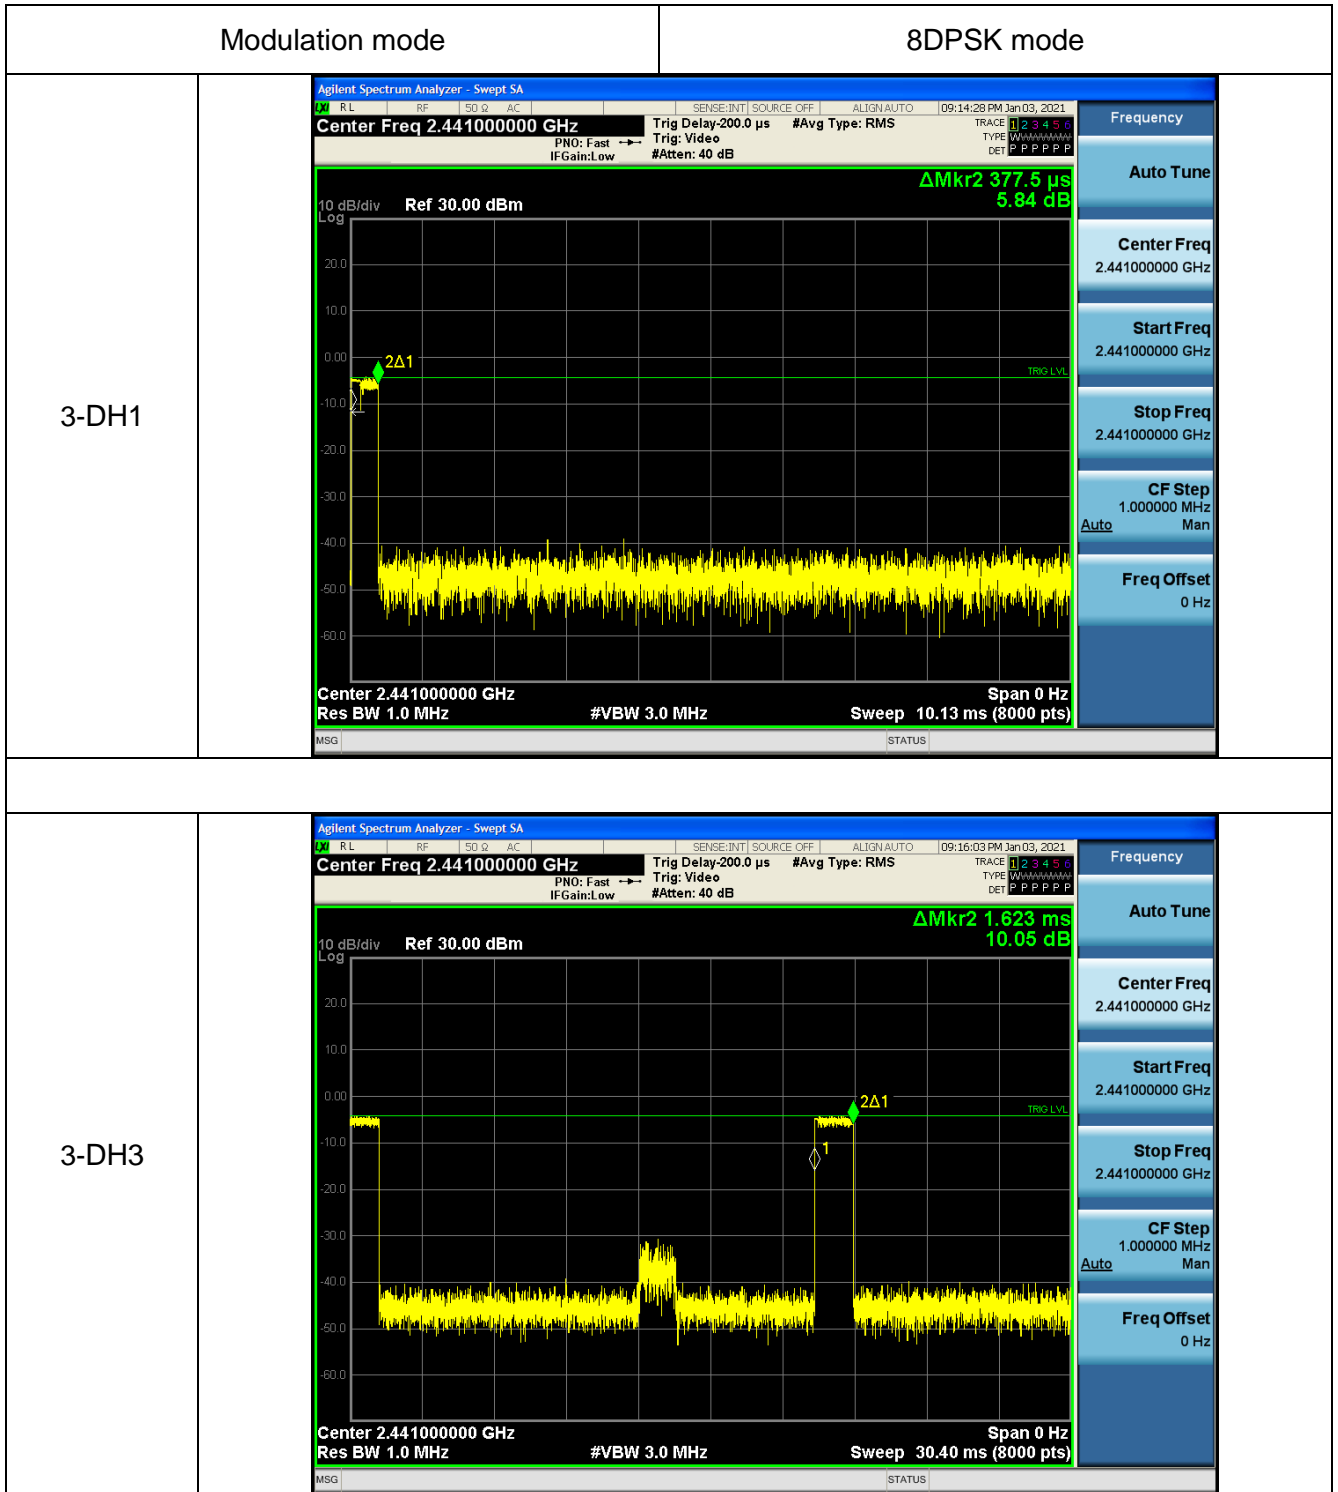 Modulation mode
8DPSK mode
3-DH1
Agilent Spectrum Analyzer - Swept SA
LXI RL RF 50 Ω AC SENSE:INT SOURCE OFF ALIGN AUTO 09:14:28 PM Jan 03, 2021
Center Freq 2.441000000 GHz
PNO: Fast
IFGain:Low
Trig Delay-200.0 µs #Avg Type: RMS
Trig: Video
#Atten: 40 dB
TRACE 1 2 3 4 5 6
TYPE WWWWWW
DET P P P P P P
Frequency
ΔMkr2 377.5 µs
5.84 dB
10 dB/div Ref 30.00 dBm
Log
20.0
10.0
0.00
-10.0
-20.0
-30.0
-40.0
-50.0
-60.0
2Δ1
TRIG LVL
Center 2.441000000 GHz Span 0 Hz
Res BW 1.0 MHz #VBW 3.0 MHz Sweep 10.13 ms (8000 pts)
MSG STATUS
Auto Tune
Center Freq
2.441000000 GHz
Start Freq
2.441000000 GHz
Stop Freq
2.441000000 GHz
CF Step
1.000000 MHz
Auto Man
Freq Offset
0 Hz
3-DH3
Agilent Spectrum Analyzer - Swept SA
LXI RL RF 50 Ω AC SENSE:INT SOURCE OFF ALIGN AUTO 09:16:03 PM Jan 03, 2021
Center Freq 2.441000000 GHz
PNO: Fast
IFGain:Low
Trig Delay-200.0 µs #Avg Type: RMS
Trig: Video
#Atten: 40 dB
TRACE 1 2 3 4 5 6
TYPE WWWWWW
DET P P P P P P
Frequency
ΔMkr2 1.623 ms
10.05 dB
10 dB/div Ref 30.00 dBm
Log
20.0
10.0
0.00
-10.0
-20.0
-30.0
-40.0
-50.0
-60.0
2Δ1
TRIG LVL
1
Center 2.441000000 GHz Span 0 Hz
Res BW 1.0 MHz #VBW 3.0 MHz Sweep 30.40 ms (8000 pts)
MSG STATUS
Auto Tune
Center Freq
2.441000000 GHz
Start Freq
2.441000000 GHz
Stop Freq
2.441000000 GHz
CF Step
1.000000 MHz
Auto Man
Freq Offset
0 Hz